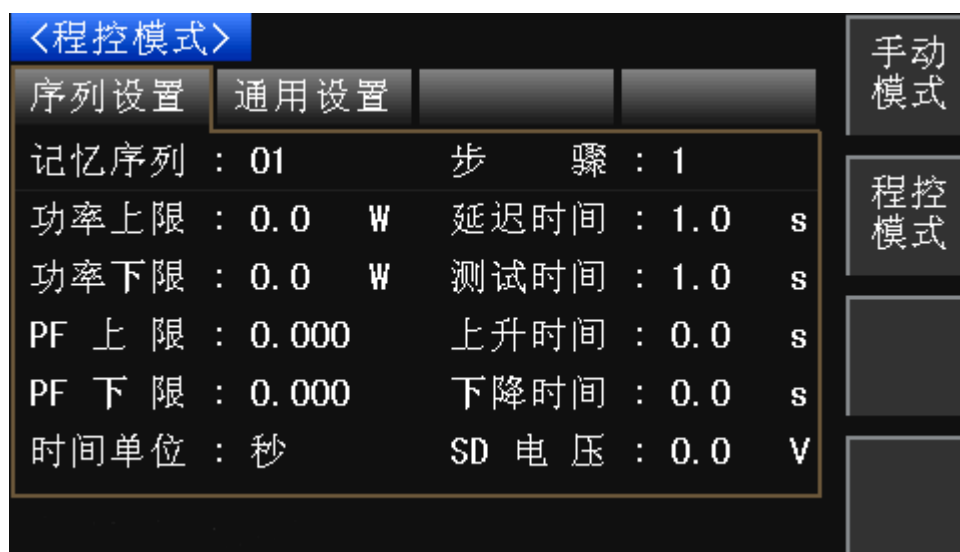 <程控模式>
序列设置 通用设置
记忆序列 : 01 步骤 : 1
功率上限 : 0.0 W 延迟时间 : 1.0 s
功率下限 : 0.0 W 测试时间 : 1.0 s
PF 上限 : 0.000 上升时间 : 0.0 s
PF 下限 : 0.000 下降时间 : 0.0 s
时间单位 : 秒 SD 电压 : 0.0 V
手动
模式
程控
模式